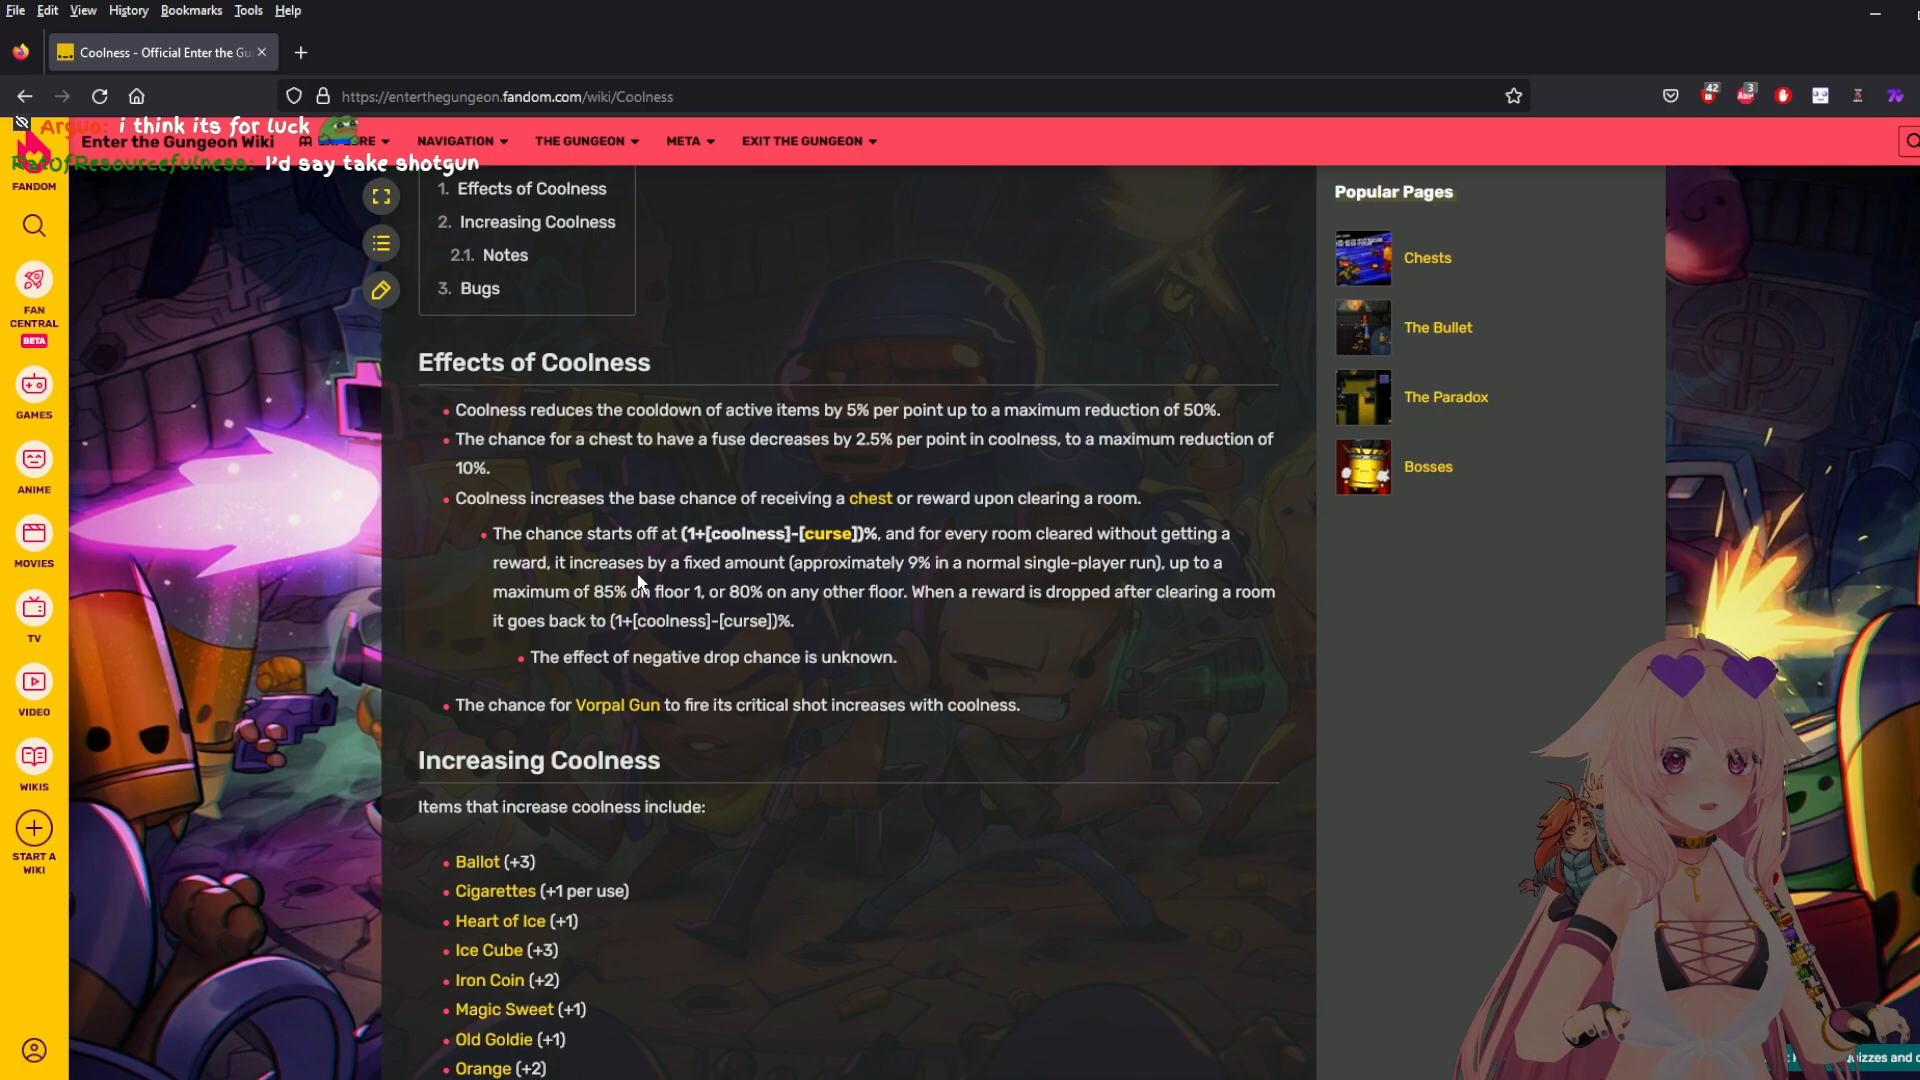 File Edit View History Bookmarks Tools Help
Coolness - Official Enter the Gu
https://enterthegungeon.fandom.com/wiki/Coolness
42
3
Arquo: i think its for luck
Enter the Gungeon Wiki
NAVIGATION
THE GUNGEON
META
EXIT THE GUNGEON
RatofResourcefulness: I'd say take shotgun
FANDOM
FAN CENTRAL
BETA
GAMES
ANIME
MOVIES
TV
VIDEO
WIKIS
START A WIKI
1. Effects of Coolness
2. Increasing Coolness
2.1. Notes
3. Bugs
Effects of Coolness
Coolness reduces the cooldown of active items by 5% per point up to a maximum reduction of 50%.
The chance for a chest to have a fuse decreases by 2.5% per point in coolness, to a maximum reduction of
10%.
Coolness increases the base chance of receiving a chest or reward upon clearing a room.
The chance starts off at (1+[coolness]-[curse])%, and for every room cleared without getting a
reward, it increases by a fixed amount (approximately 9% in a normal single-player run), up to a
maximum of 85% on floor 1, or 80% on any other floor. When a reward is dropped after clearing a room
it goes back to (1+[coolness]-[curse])%.
The effect of negative drop chance is unknown.
The chance for Vorpal Gun to fire its critical shot increases with coolness.
Increasing Coolness
Items that increase coolness include:
Ballot (+3)
Cigarettes (+1 per use)
Heart of Ice (+1)
Ice Cube (+3)
Iron Coin (+2)
Magic Sweet (+1)
Old Goldie (+1)
Orange (+2)
Popular Pages
Chests
The Bullet
The Paradox
Bosses
quizzes and